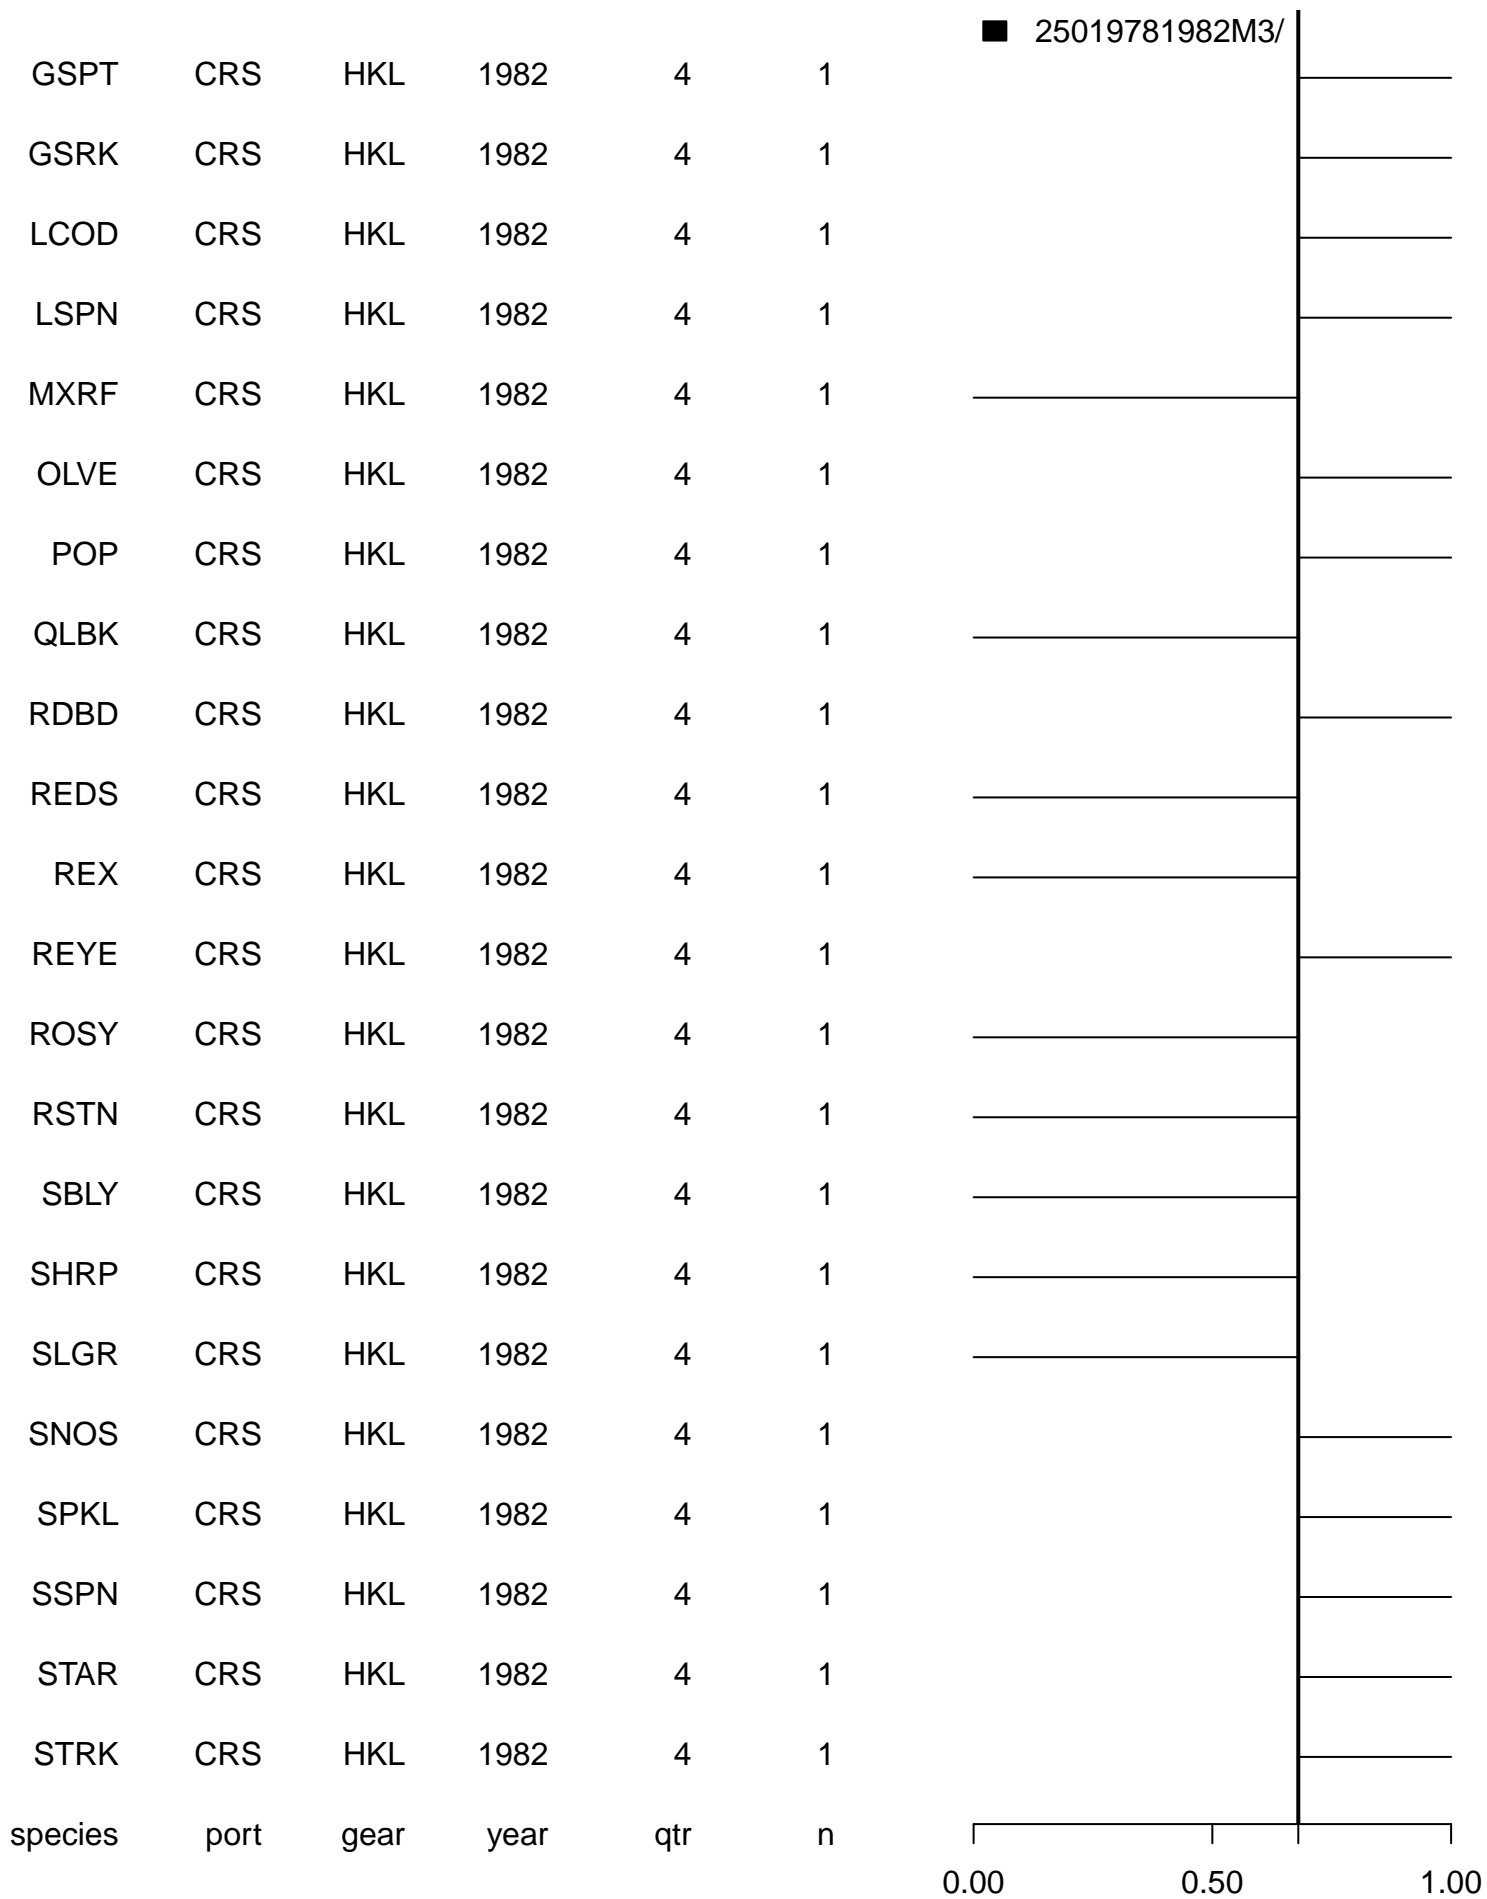 25019781982M3/
GSPT CRS HKL 1982 4 1
GSRK CRS HKL 1982 4 1
LCOD CRS HKL 1982 4 1
LSPN CRS HKL 1982 4 1
MXRF CRS HKL 1982 4 1
OLVE CRS HKL 1982 4 1
POP CRS HKL 1982 4 1
QLBK CRS HKL 1982 4 1
RDBD CRS HKL 1982 4 1
REDS CRS HKL 1982 4 1
REX CRS HKL 1982 4 1
REYE CRS HKL 1982 4 1
ROSY CRS HKL 1982 4 1
RSTN CRS HKL 1982 4 1
SBLY CRS HKL 1982 4 1
SHRP CRS HKL 1982 4 1
SLGR CRS HKL 1982 4 1
SNOS CRS HKL 1982 4 1
SPKL CRS HKL 1982 4 1
SSPN CRS HKL 1982 4 1
STAR CRS HKL 1982 4 1
STRK CRS HKL 1982 4 1
species port gear year qtr n
0.00 0.50 1.00